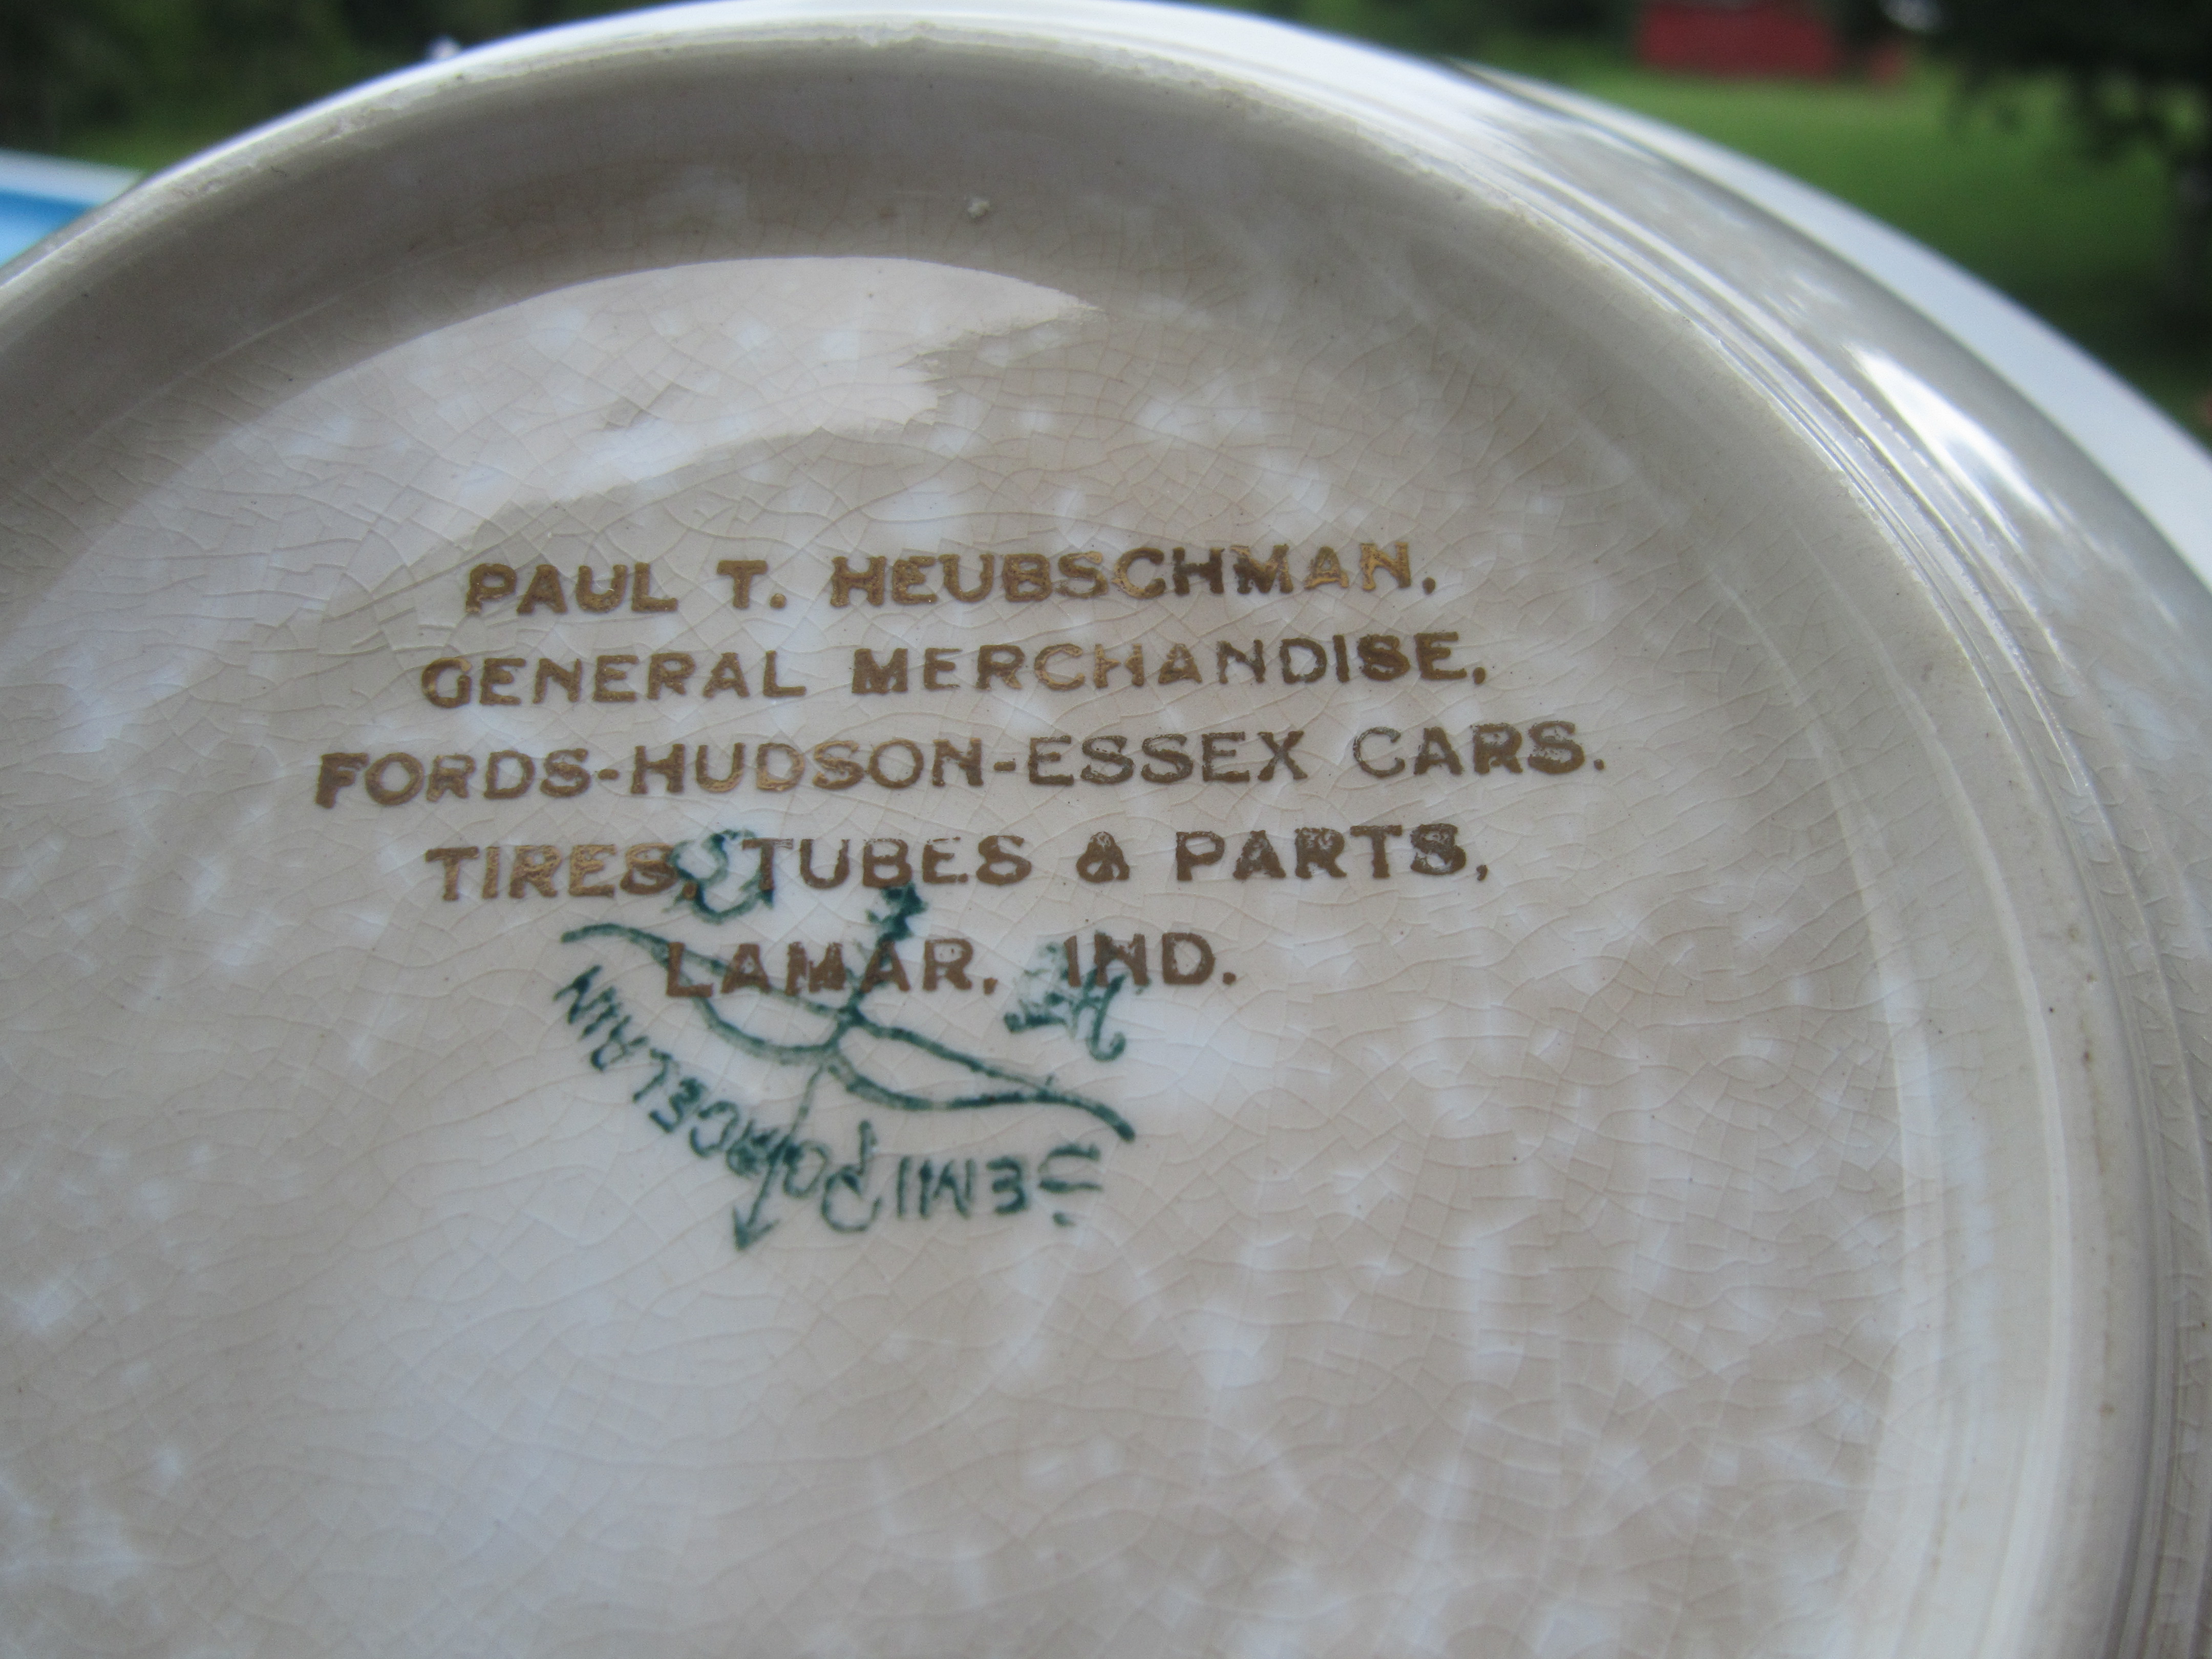 PAUL T. HEUBSCHMAN,
GENERAL MERCHANDISE,
FORDS-HUDSON-ESSEX CARS.
TIRES, TUBES & PARTS,
LAMAR, IND.
SEMI PORCELAIN